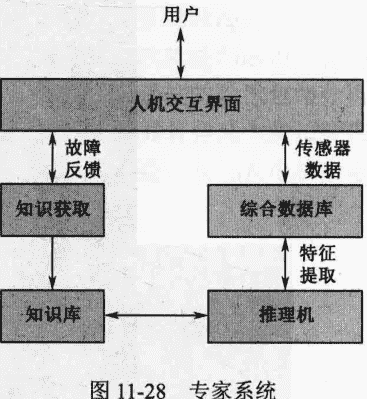 用户
人机交互界面
故障
反馈
传感器
数据
知识获取
综合数据库
特征
提取
知识库
推理机
图 11-28 专家系统